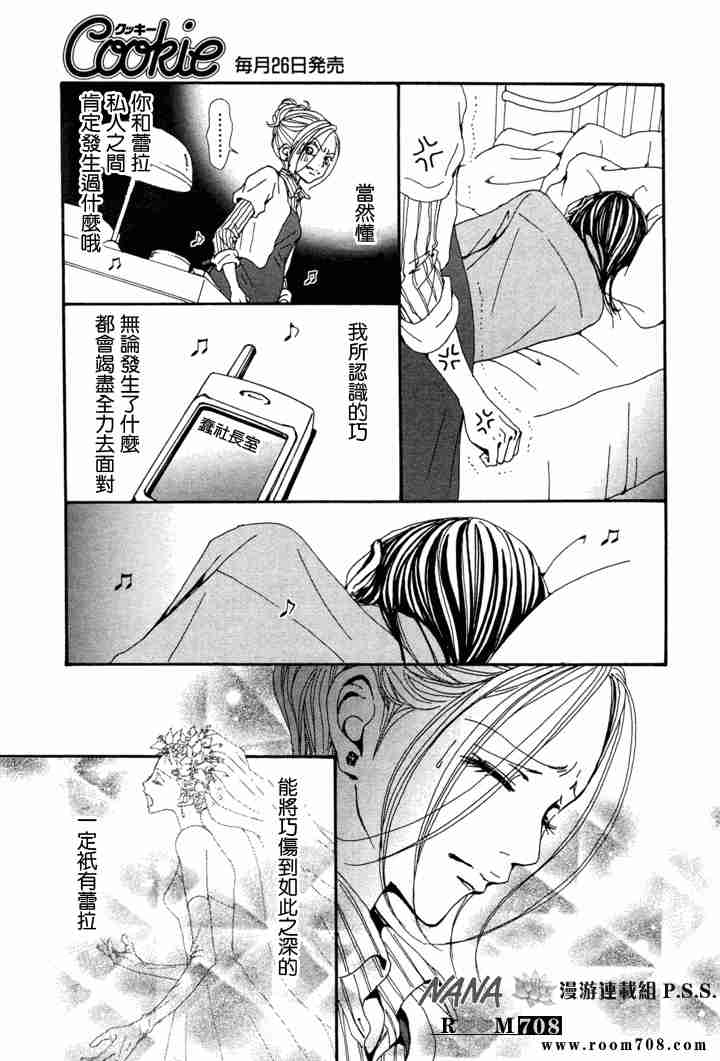 クッキー
Cookie
毎月26日発売
當然懂
你和蕾拉
私人之間
肯定發生過什麼哦
我所認識的巧
無論發生了什麼
都會竭盡全力去面對
蠢社長室
能將巧傷到如此之深的
一定衹有蕾拉
NANA
漫游連載組 P.S.S.
R M 708
www.room708.com